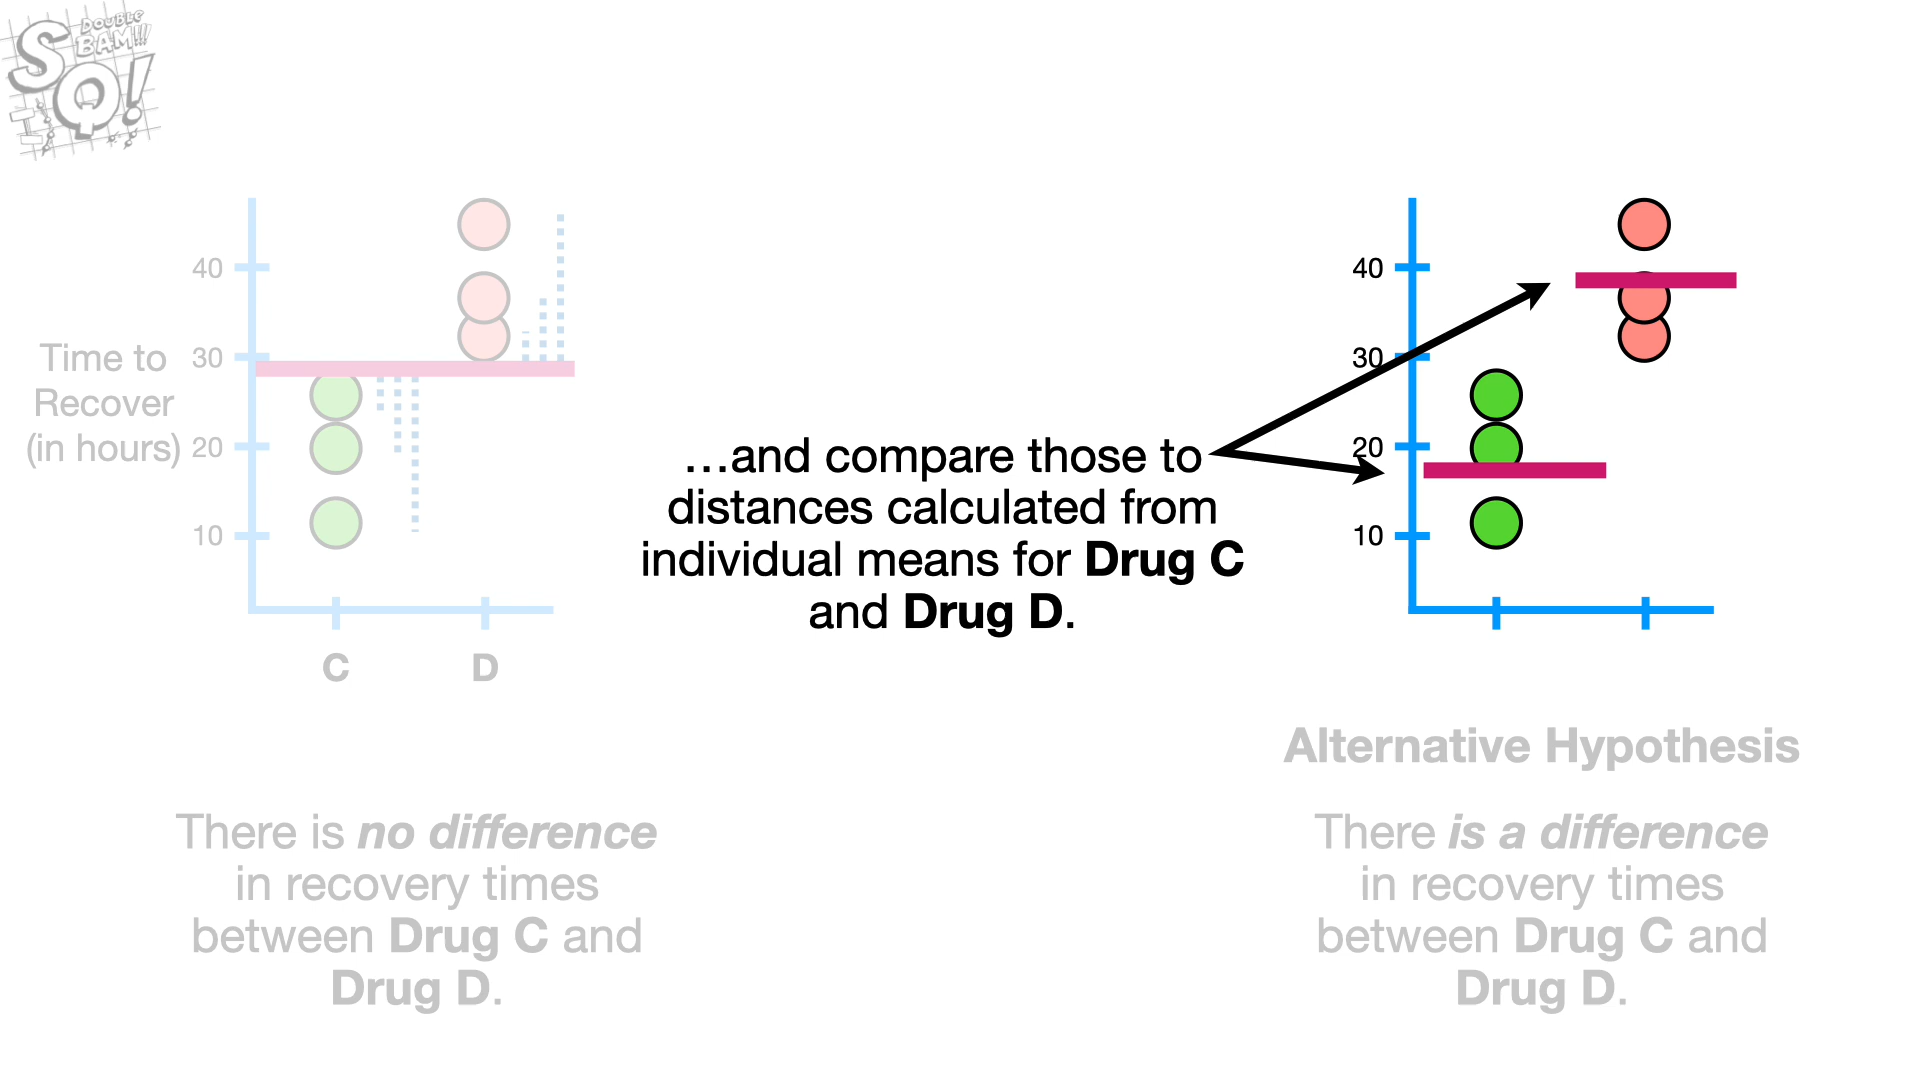 DOUBLE
BAM!!!
SQ!
40
30
20
10
Time to
Recover
(in hours)
C
D
…and compare those to
distances calculated from
individual means for Drug C
and Drug D.
40
30
20
10
Alternative Hypothesis
There is no difference
in recovery times
between Drug C and
Drug D.
There is a difference
in recovery times
between Drug C and
Drug D.